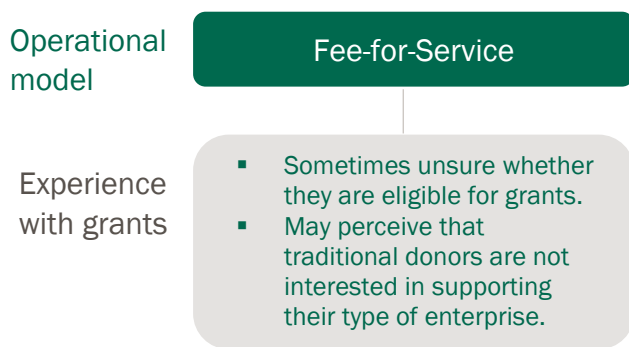 Operational
model
Fee-for-Service
Experience
with grants
▪ Sometimes unsure whether
they are eligible for grants.
▪ May perceive that
traditional donors are not
interested in supporting
their type of enterprise.